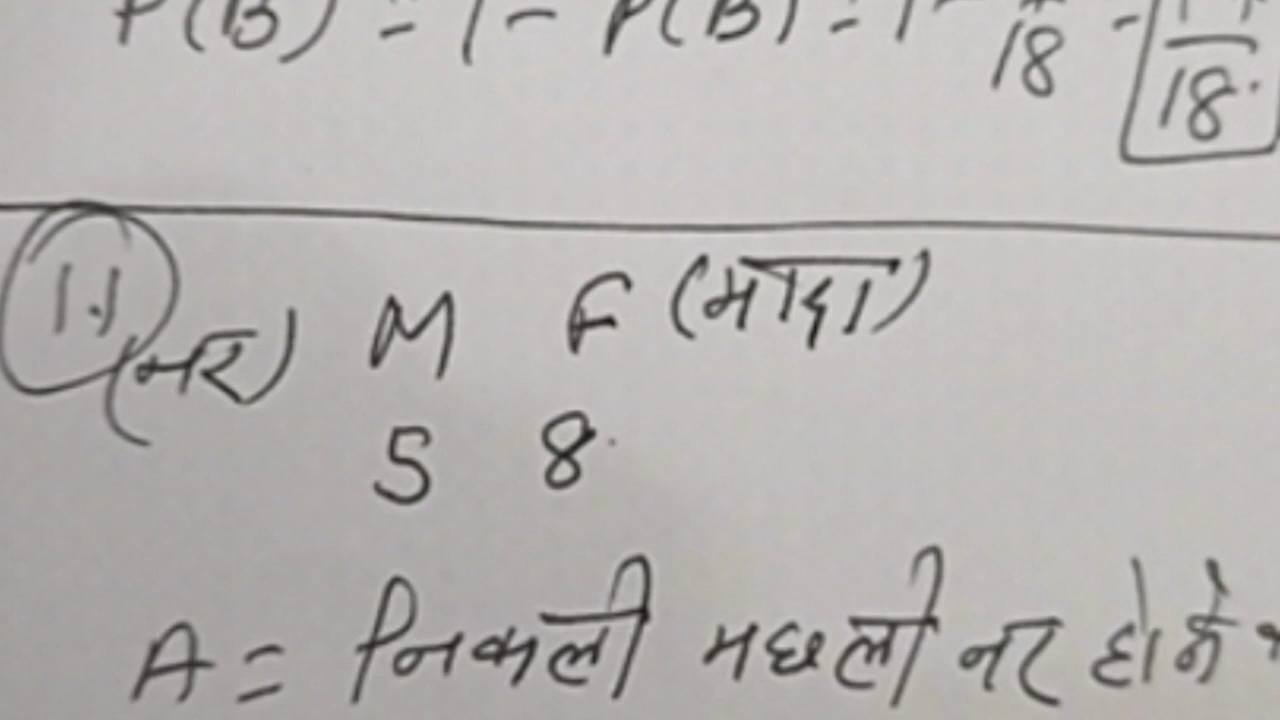 P(B) = 1 - P(B) = 1 - 18 = 18
11
(नर) M F (मादा)
5 8
A = निकली मछली नर होने